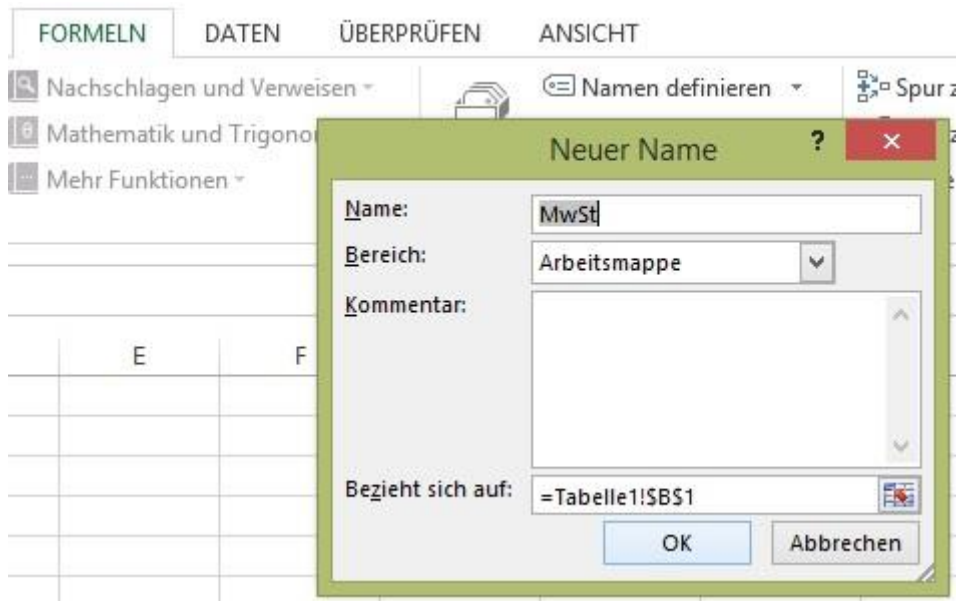 FORMELN DATEN ÜBERPRÜFEN ANSICHT
Nachschlagen und Verweisen
Namen definieren
Spur
Mathematik und
Mehr Funktionen
Neuer Name ?
Name: MwSt
Bereich: Arbeitsmappe
Kommentar:
E F
Bezieht sich auf: =Tabelle1!$B$1
OK Abbrechen